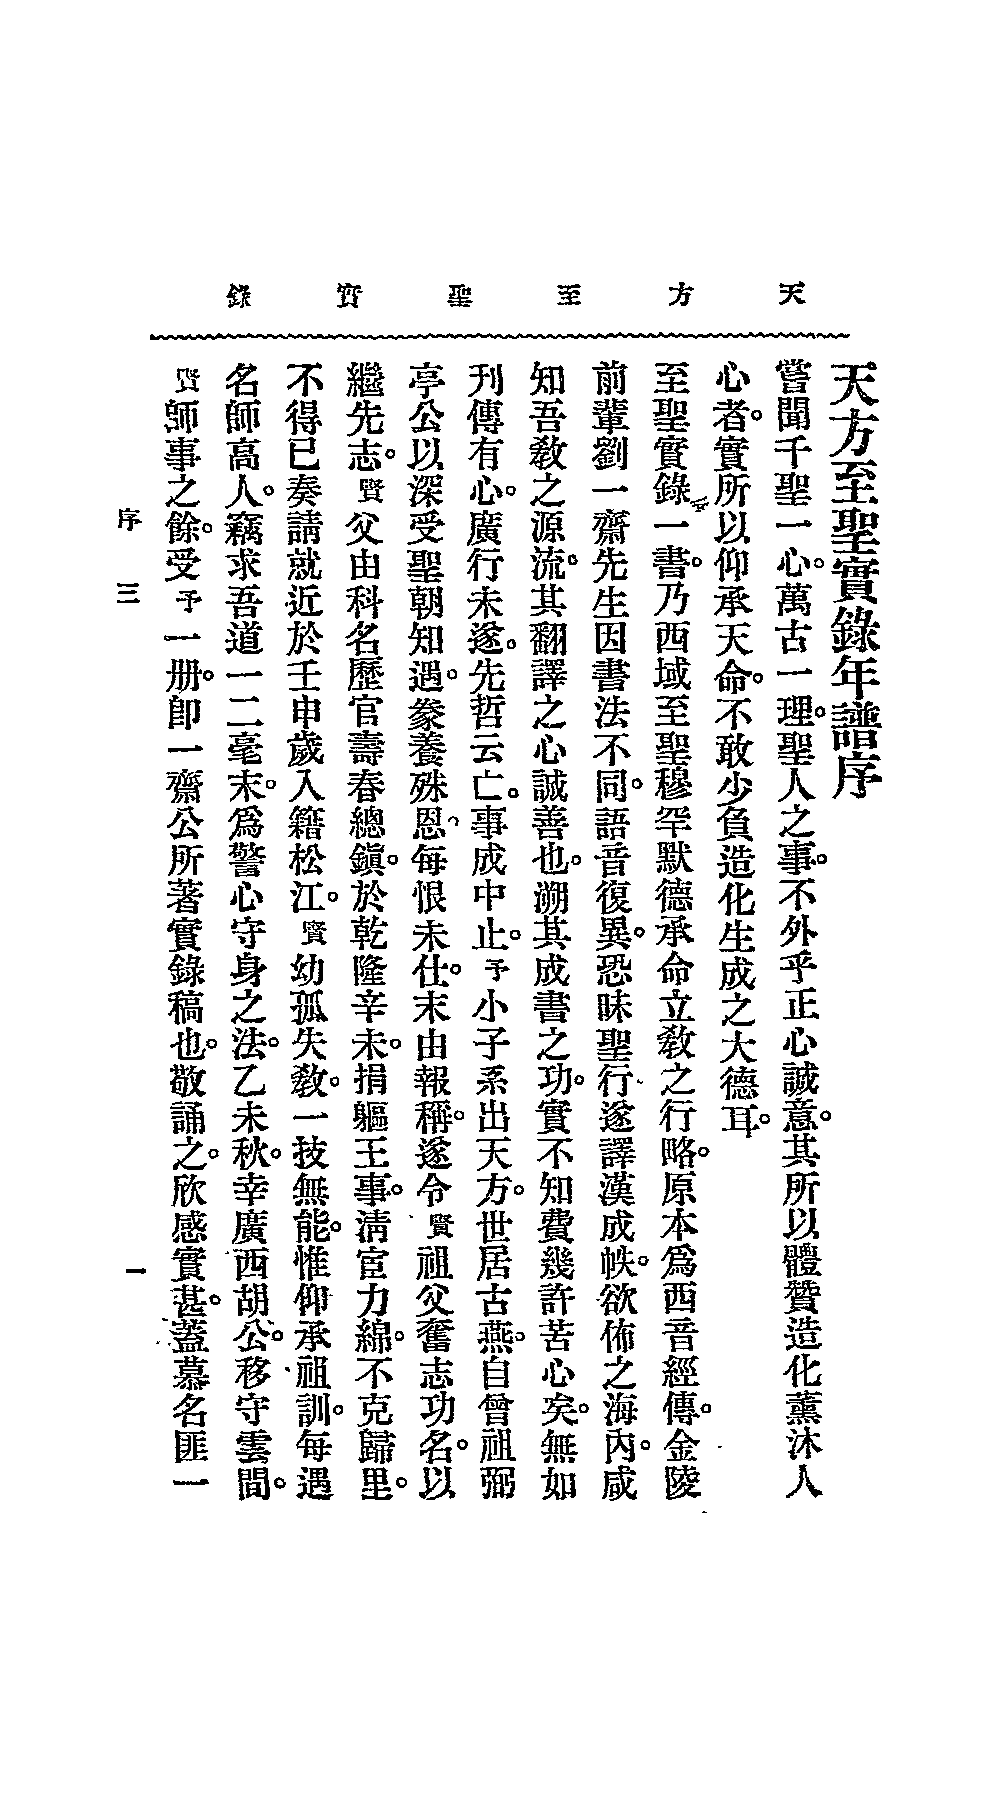 天方至聖實錄
天方至聖實錄年譜序
嘗聞千聖一心。萬古一理。聖人之事。不外乎正心誠意。其所以體贊造化薰沐人
心者。實所以仰承天命。不敢少負造化生成之大德耳。
至聖實錄一書。乃西域至聖穆罕默德承命立教之行略。原本爲西音經傳。金陵
前輩劉一齋先生因書法不同。語音復異。恐昧聖行。遂譯漢成帙。欲佈之海內。咸
知吾敎之源流。其翻譯之心誠善也。溯其成書之功。實不知費幾許苦心矣。無如
刋傳有心。廣行未遂。先哲云亡。事成中止。予小子系出天方。世居古燕。自曾祖弼
亭公以深受聖朝知遇。豢養殊恩。每恨未仕。末由報稱。遂令賢祖父奮志功名。以
繼先志。賢父由科名歷官壽春總鎭。於乾隆辛未。捐軀王事。淸宦力綿。不克歸里。
不得已奏請就近於壬申歲入籍松江。賢幼孤失敎。一技無能。惟仰承祖訓。每遇
名師高人。竊求吾道一二毫末。爲警心守身之法。乙未秋。幸廣西胡公。移守雲間。
賢師事之餘。受予一册。卽一齋公所著實錄稿也。敬誦之。欣感實甚。蓋慕名匪一
序 三
一